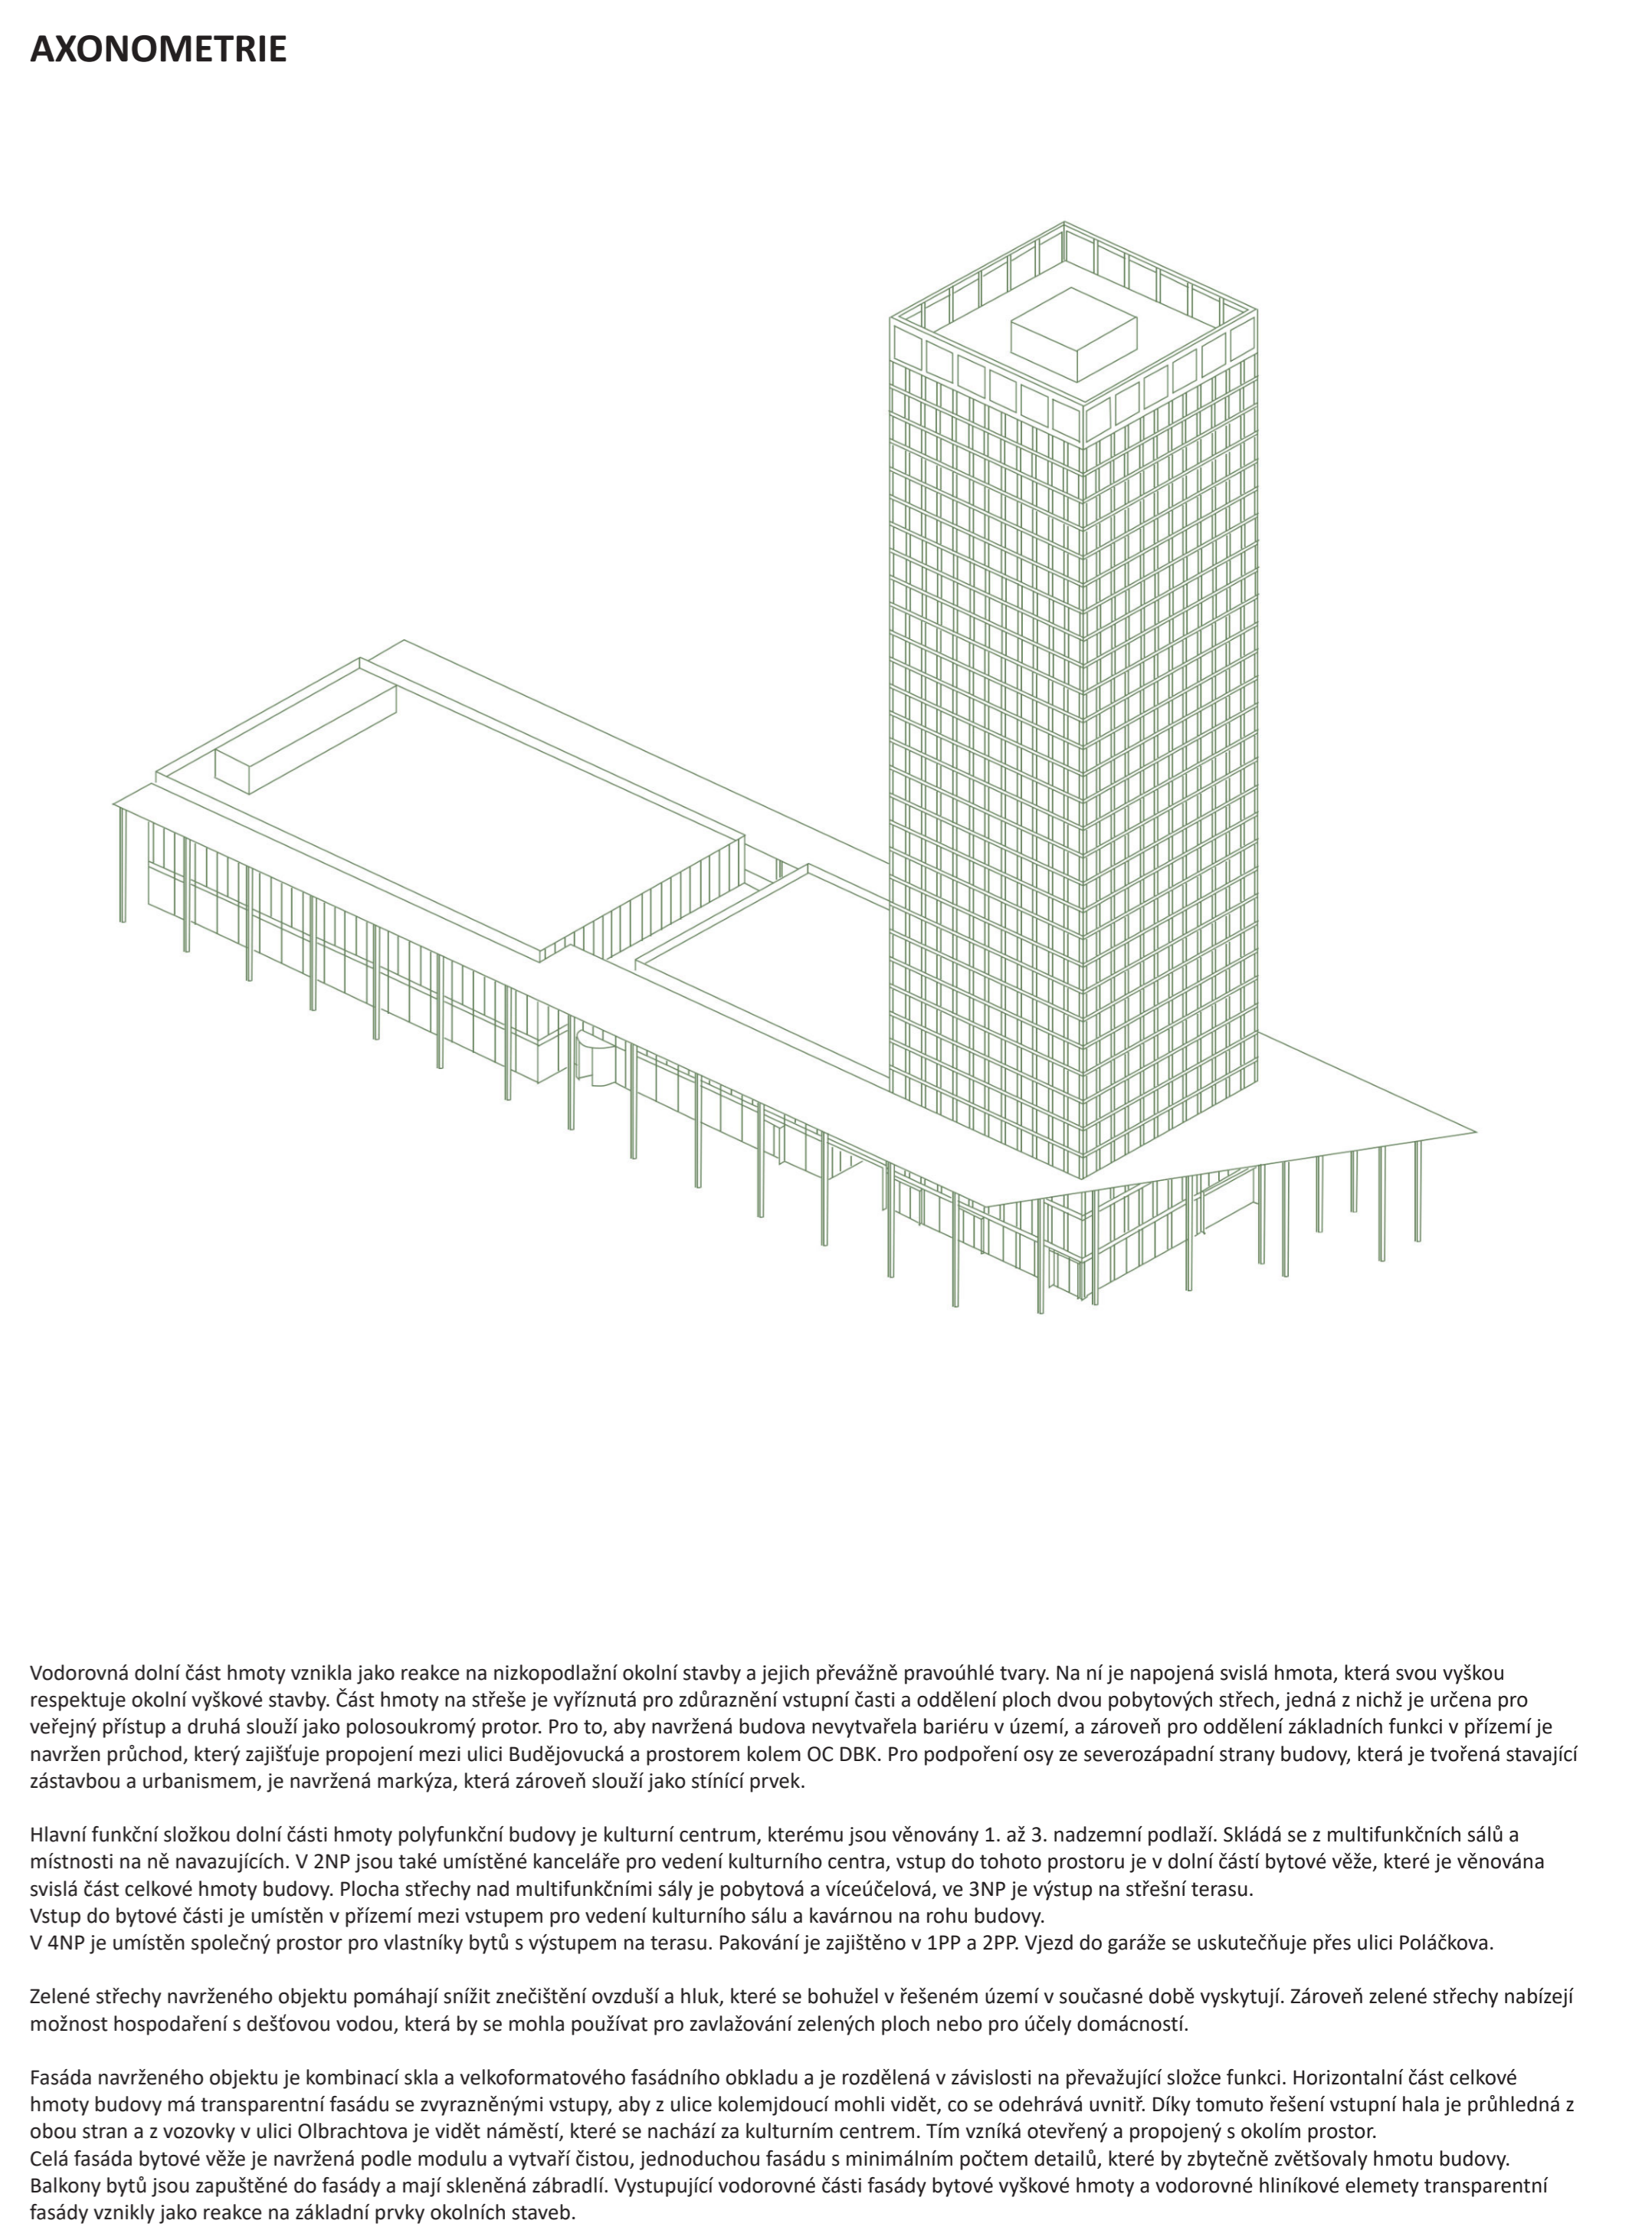 AXONOMETRIE
Vodorovná dolní část hmoty vznikla jako reakce na nizkopodlažní okolní stavby a jejich převážně pravoúhlé tvary. Na ní je napojená svislá hmota, která svou vyškou
respektuje okolní vyškové stavby. Část hmoty na střeše je vyříznutá pro zdůraznění vstupní časti a oddělení ploch dvou pobytových střech, jedná z nichž je určena pro
veřejný přístup a druhá slouží jako polosoukromý protor. Pro to, aby navržená budova nevytvařela bariéru v území, a zároveň pro oddělení základních funkci v přízemí je
navržen průchod, který zajišťuje propojení mezi ulici Budějovucká a prostorem kolem OC DBK. Pro podpoření osy ze severozápadní strany budovy, která je tvořená stavající
zástavbou a urbanismem, je navržená markýza, která zároveň slouží jako stínící prvek.
Hlavní funkční složkou dolní části hmoty polyfunkční budovy je kulturní centrum, kterému jsou věnovány 1. až 3. nadzemní podlaží. Skládá se z multifunkčních sálů a
místnosti na ně navazujících. V 2NP jsou také umístěné kanceláře pro vedení kulturního centra, vstup do tohoto prostoru je v dolní částí bytové věže, které je věnována
svislá část celkové hmoty budovy. Plocha střechy nad multifunkčními sály je pobytová a víceúčelová, ve 3NP je výstup na střešní terasu.
Vstup do bytové části je umístěn v přízemí mezi vstupem pro vedení kulturního sálu a kavárnou na rohu budovy.
V 4NP je umístěn společný prostor pro vlastníky bytů s výstupem na terasu. Pakování je zajištěno v 1PP a 2PP. Vjezd do garáže se uskutečňuje přes ulici Poláčkova.
Zelené střechy navrženého objektu pomáhají snížit znečištění ovzduší a hluk, které se bohužel v řešeném území v současné době vyskytují. Zároveň zelené střechy nabízejí
možnost hospodaření s dešťovou vodou, která by se mohla používat pro zavlažování zelených ploch nebo pro účely domácností.
Fasáda navrženého objektu je kombinací skla a velkoformatového fasádního obkladu a je rozdělená v závislosti na převažující složce funkci. Horizontalní část celkové
hmoty budovy má transparentní fasádu se zvyrazněnými vstupy, aby z ulice kolemjdoucí mohli vidět, co se odehrává uvnitř. Díky tomuto řešení vstupní hala je průhledná z
obou stran a z vozovky v ulici Olbrachtova je vidět náměstí, které se nachází za kulturním centrem. Tím vzníká otevřený a propojený s okolím prostor.
Celá fasáda bytové věže je navržená podle modulu a vytvaří čistou, jednoduchou fasádu s minimálním počtem detailů, které by zbytečně zvětšovaly hmotu budovy.
Balkony bytů jsou zapuštěné do fasády a mají skleněná zábradlí. Vystupující vodorovné části fasády bytové vyškové hmoty a vodorovné hliníkové elemety transparentní
fasády vznikly jako reakce na základní prvky okolních staveb.